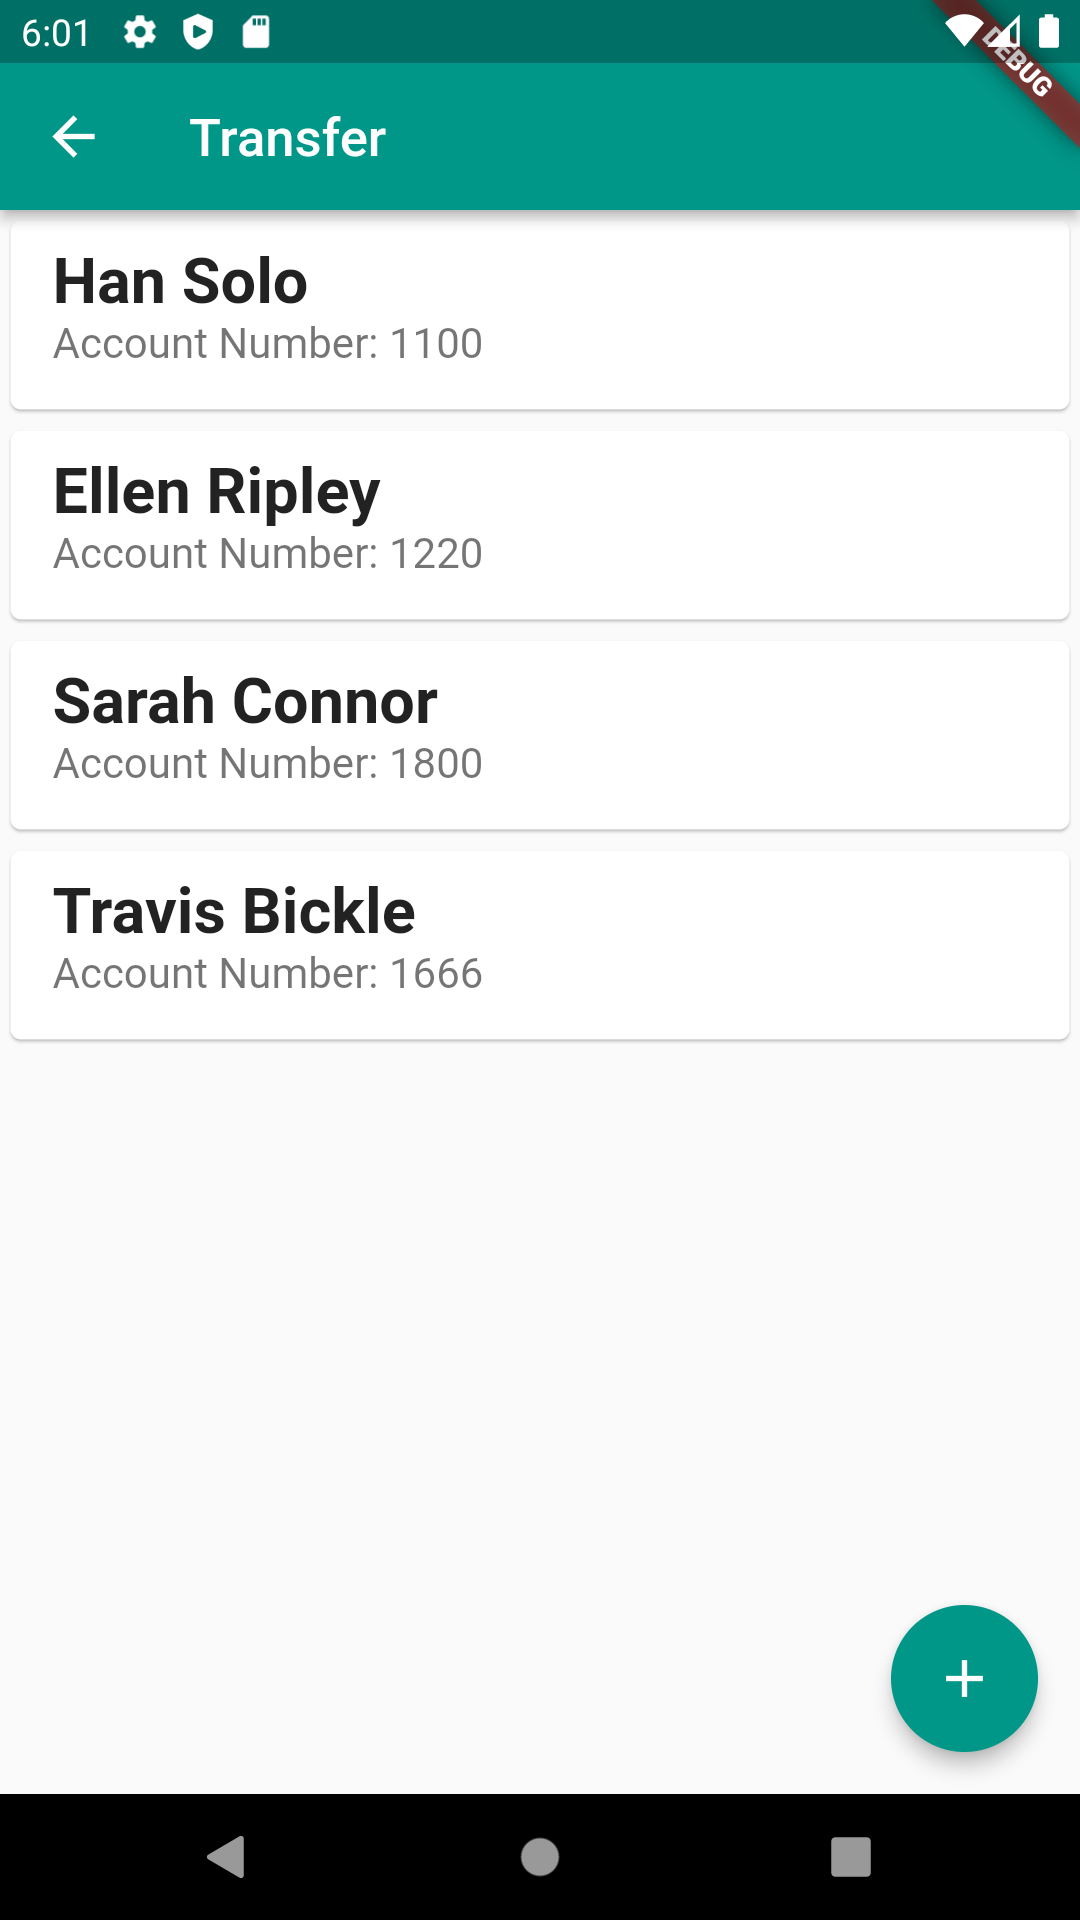 6:01
DEBUG
Transfer
Han Solo
Account Number: 1100
Ellen Ripley
Account Number: 1220
Sarah Connor
Account Number: 1800
Travis Bickle
Account Number: 1666